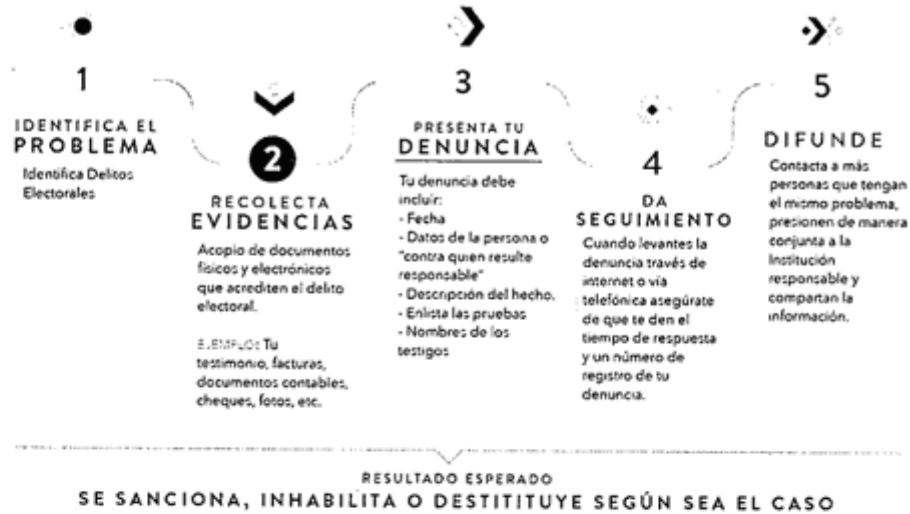 1
IDENTIFICA EL
PROBLEMA
Identifica Delitos
Electorales
2
RECOLECTA
EVIDENCIAS
Acopio de documentos
físicos y electrónicos
que acrediten el delito
electoral.
EJEMPLO: Tu
testimonio, facturas,
documentos contables,
cheques, fotos, etc.
3
PRESENTA TU
DENUNCIA
Tu denuncia debe
incluir:
- Fecha
- Datos de la persona o
"contra quien resulte
responsable"
- Descripción del hecho.
- Enlista las pruebas
- Nombres de los
testigos
4
DA
SEGUIMIENTO
Cuando levantes la
denuncia través de
internet o vía
telefónica asegúrate
de que te den el
tiempo de respuesta
y un número de
registro de tu
denuncia.
5
DIFUNDE
Contacta a más
personas que tengan
el mismo problema,
presionen de manera
conjunta a la
Institución
responsable y
compartan la
información.
RESULTADO ESPERADO
SE SANCIONA, INHABILITA O DESTITITUYE SEGÚN SEA EL CASO